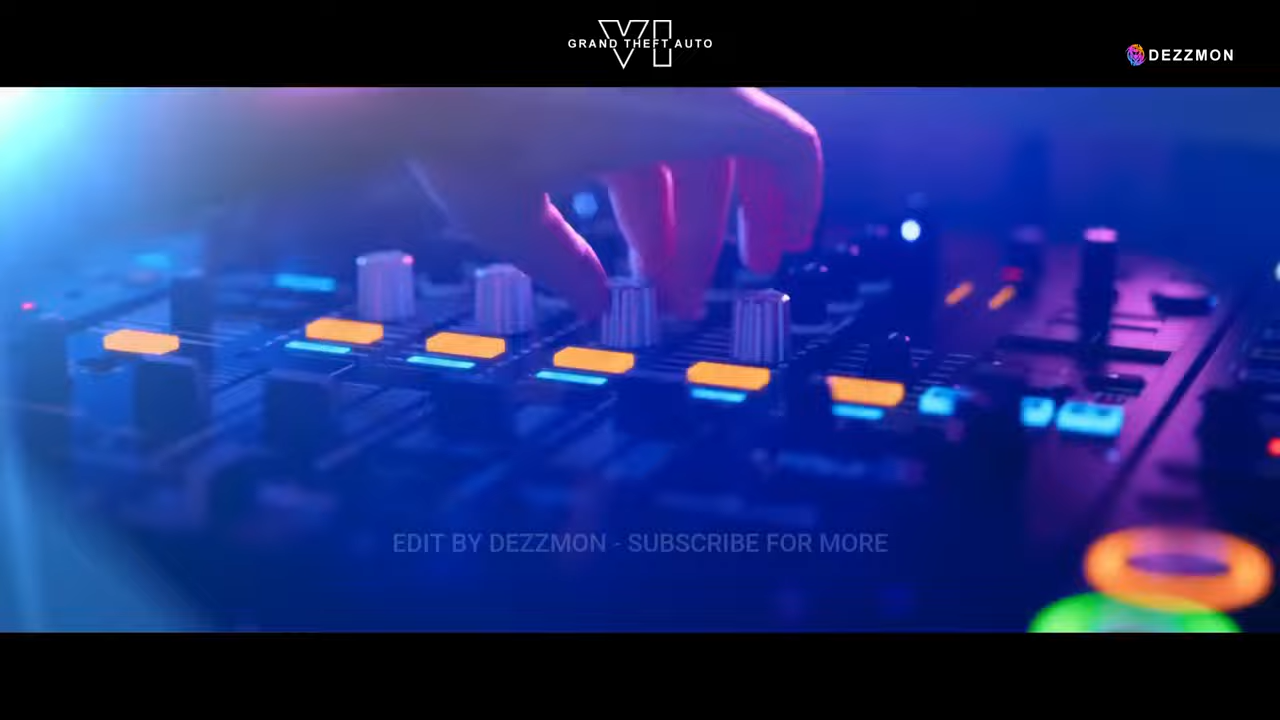 VI
GRAND THEFT AUTO
DEZZMON
EDIT BY DEZZMON - SUBSCRIBE FOR MORE